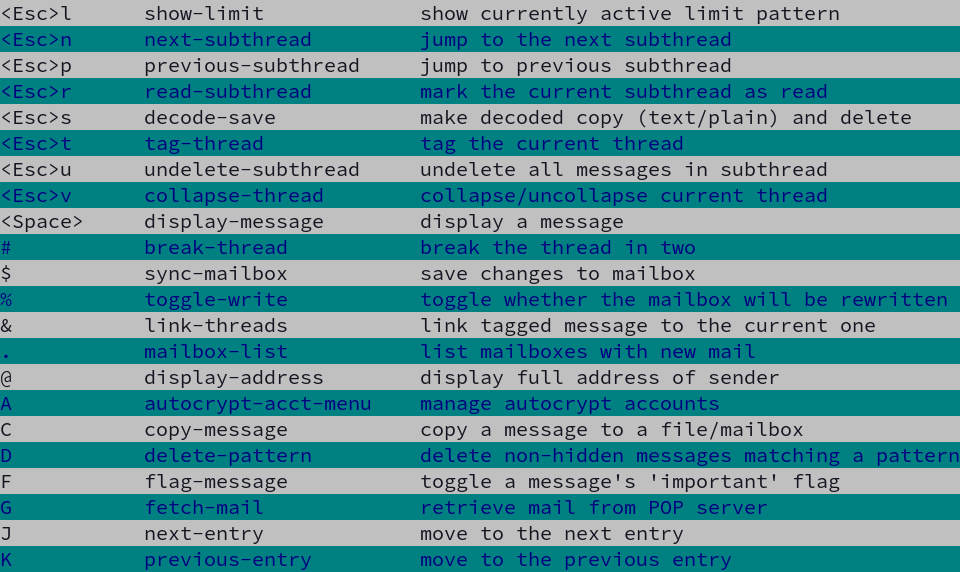 <Esc>l show-limit show currently active limit pattern
<Esc>n next-subthread jump to the next subthread
<Esc>p previous-subthread jump to previous subthread
<Esc>r read-subthread mark the current subthread as read
<Esc>s decode-save make decoded copy (text/plain) and delete
<Esc>t tag-thread tag the current thread
<Esc>u undelete-subthread undelete all messages in subthread
<Esc>v collapse-thread collapse/uncollapse current thread
<Space> display-message display a message
# break-thread break the thread in two
$ sync-mailbox save changes to mailbox
% toggle-write toggle whether the mailbox will be rewritten
& link-threads link tagged message to the current one
. mailbox-list list mailboxes with new mail
@ display-address display full address of sender
A autocrypt-acct-menu manage autocrypt accounts
C copy-message copy a message to a file/mailbox
D delete-pattern delete non-hidden messages matching a pattern
F flag-message toggle a message's 'important' flag
G fetch-mail retrieve mail from POP server
J next-entry move to the next entry
K previous-entry move to the previous entry